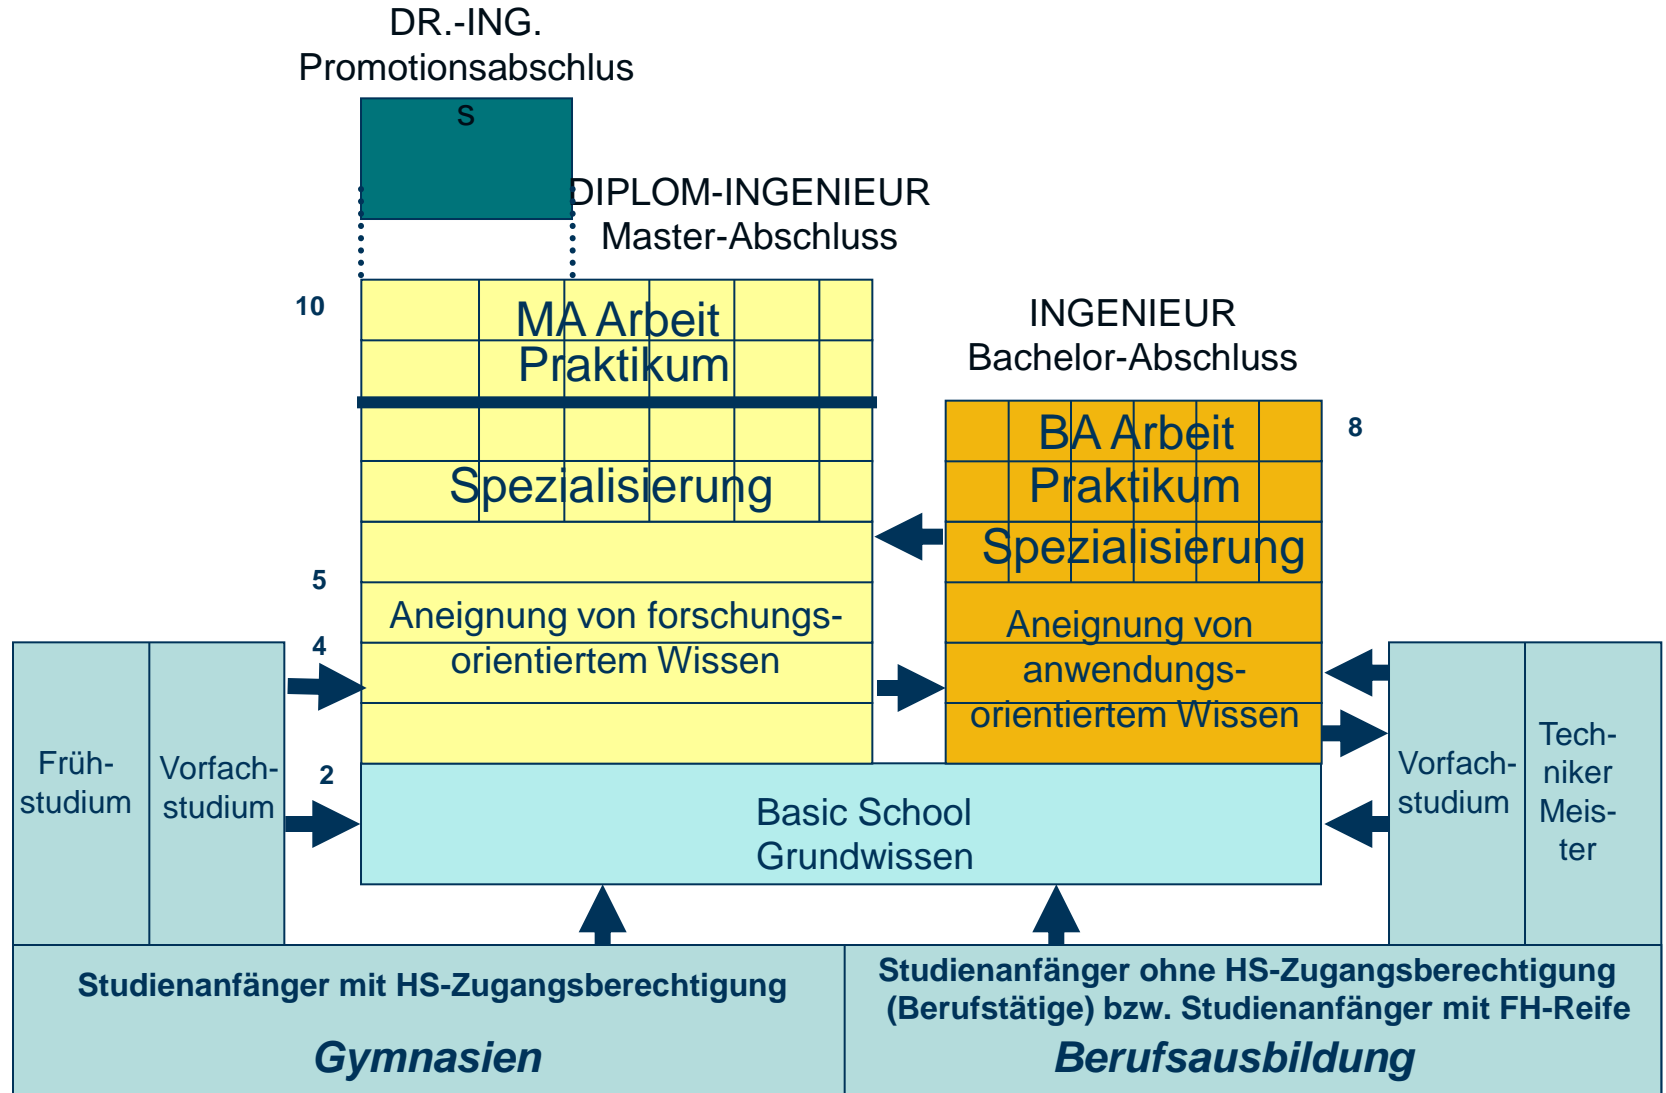 DR.-ING.
Promotionsabschlus
s
DIPLOM-INGENIEUR
Master-Abschluss
10
MA Arbeit
Praktikum
INGENIEUR
Bachelor-Abschluss
BA Arbeit
8
Spezialisierung
Praktikum
Spezialisierung
5
Aneignung von forschungs-
orientiertem Wissen
4
Aneignung von
anwendungs-
orientiertem Wissen
Früh-
studium
Vorfach-
studium
2
Vorfach-
studium
Tech-
niker
Meis-
ter
Basic School
Grundwissen
Studienanfänger mit HS-Zugangsberechtigung
Gymnasien
Studienanfänger ohne HS-Zugangsberechtigung
(Berufstätige) bzw. Studienanfänger mit FH-Reife
Berufsausbildung